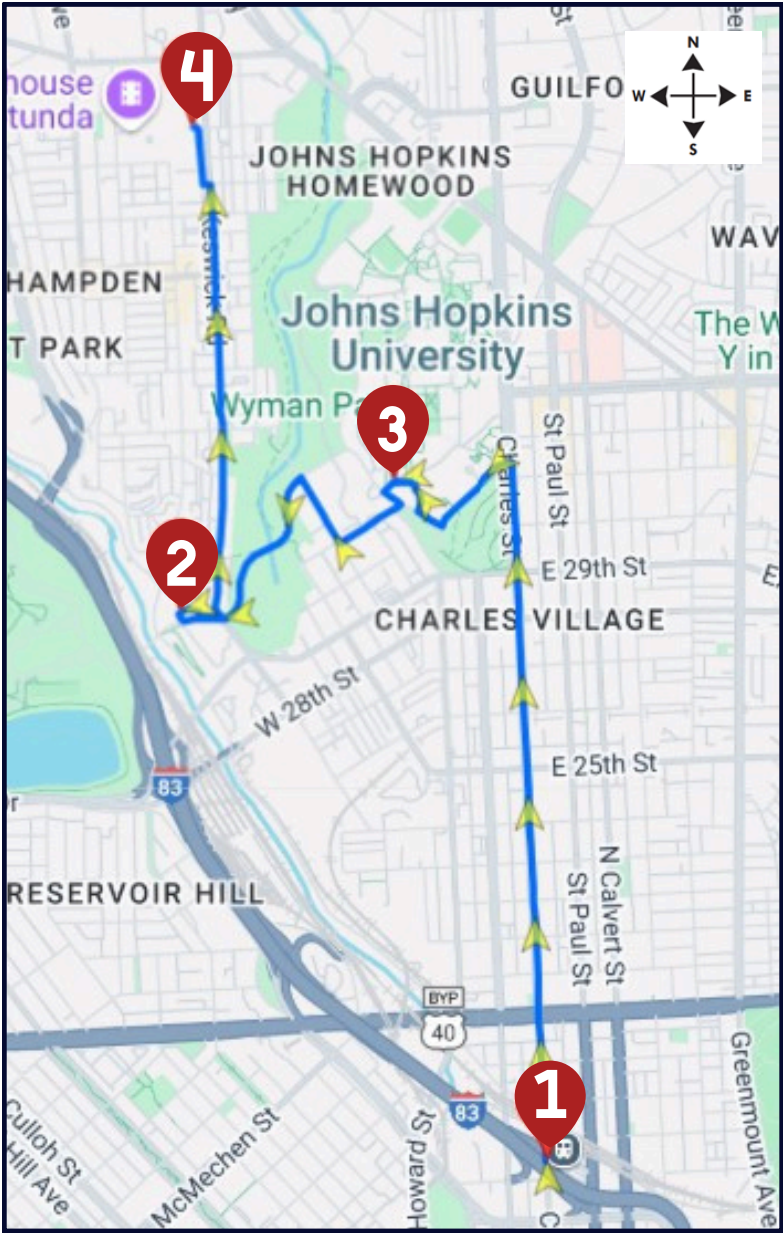 4
house
tunda
GUILFO
N
W
E
S
JOHNS HOPKINS
HOMEWOOD
WAV
HAMPDEN
T PARK
Johns Hopkins
University
The W
Y in
Wyman Pa
3
Charles St
St Paul St
2
E 29th St
CHARLES VILLAGE
W 28th St
E 25th St
83
RESERVOIR HILL
N Calvert St
St Paul St
BYP
40
1
83
Greenmount Ave
Culloh St
Hill Ave
McMechen St
Howard St
C